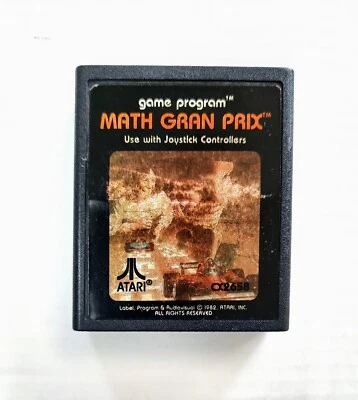 game program™
MATH GRAN PRIX™
Use with Joystick Controllers
ATARI®
CX2658
Label, Program & Audiovisual © 1982, ATARI, INC.
ALL RIGHTS RESERVED